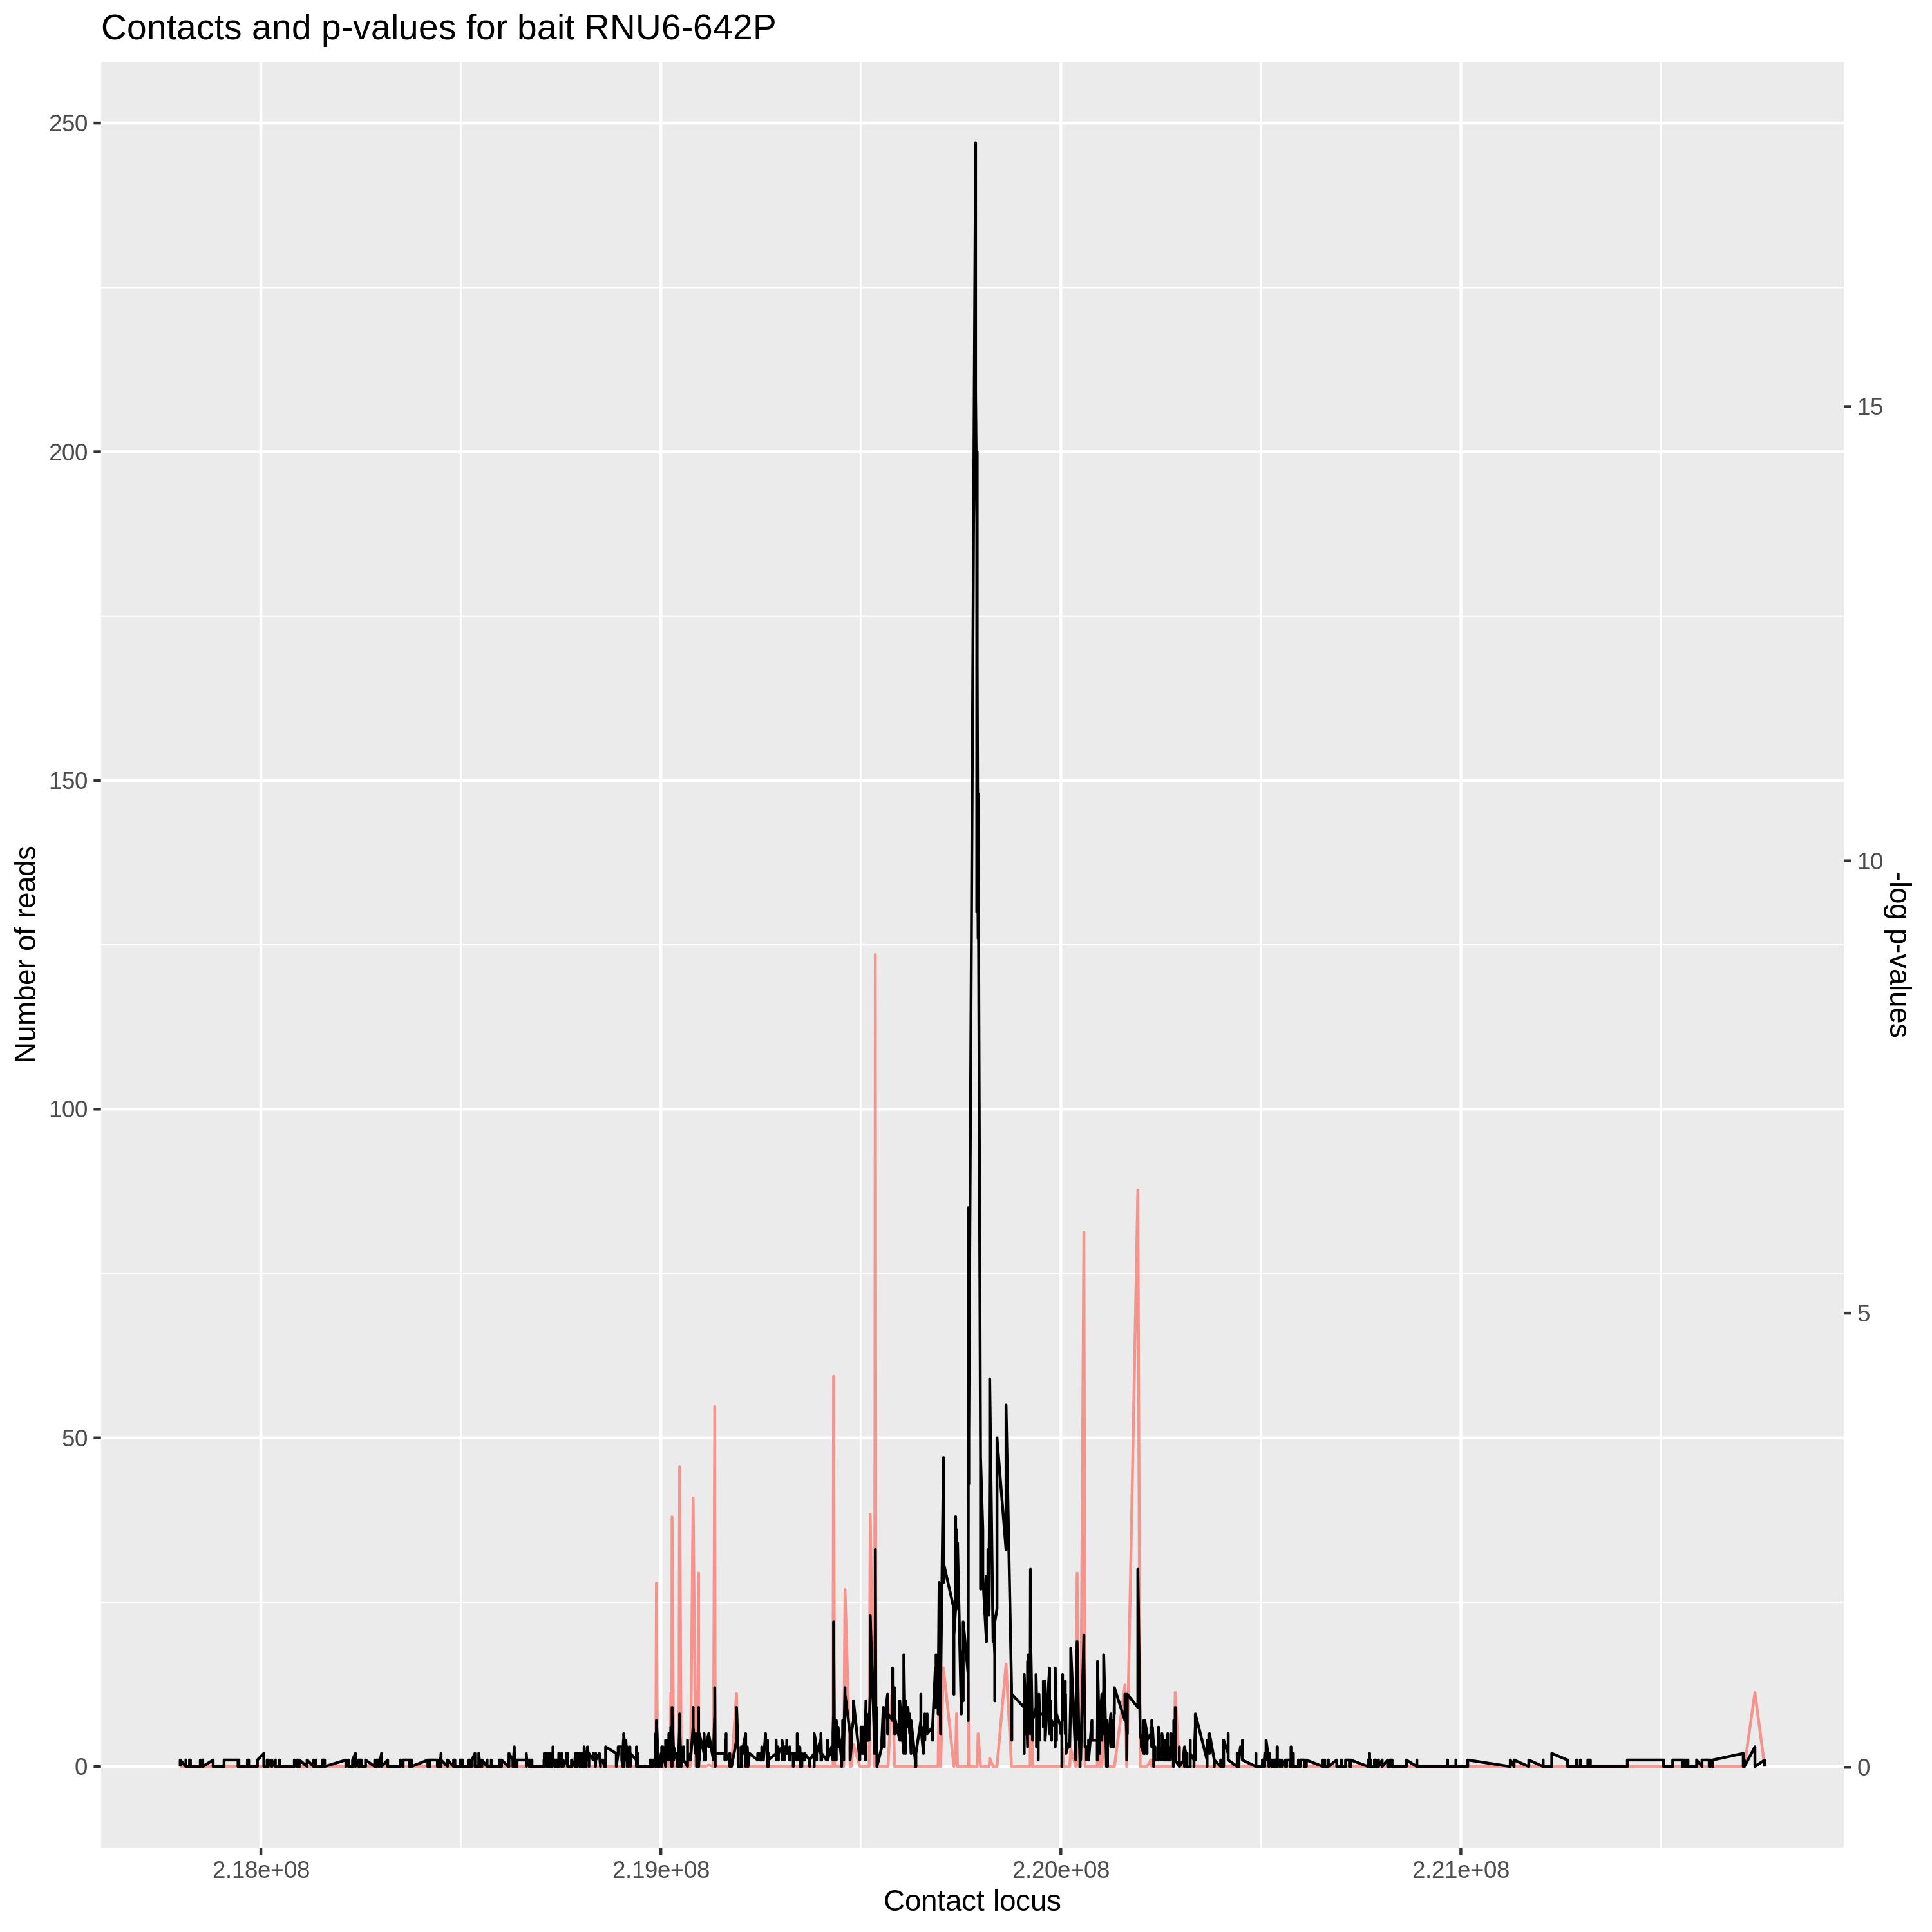 Contacts and p-values for bait RNU6-642P
250
200
150
100
50
0
Number of reads
15
10
5
0
-log p-values
2.18e+08
2.19e+08
2.20e+08
2.21e+08
Contact locus